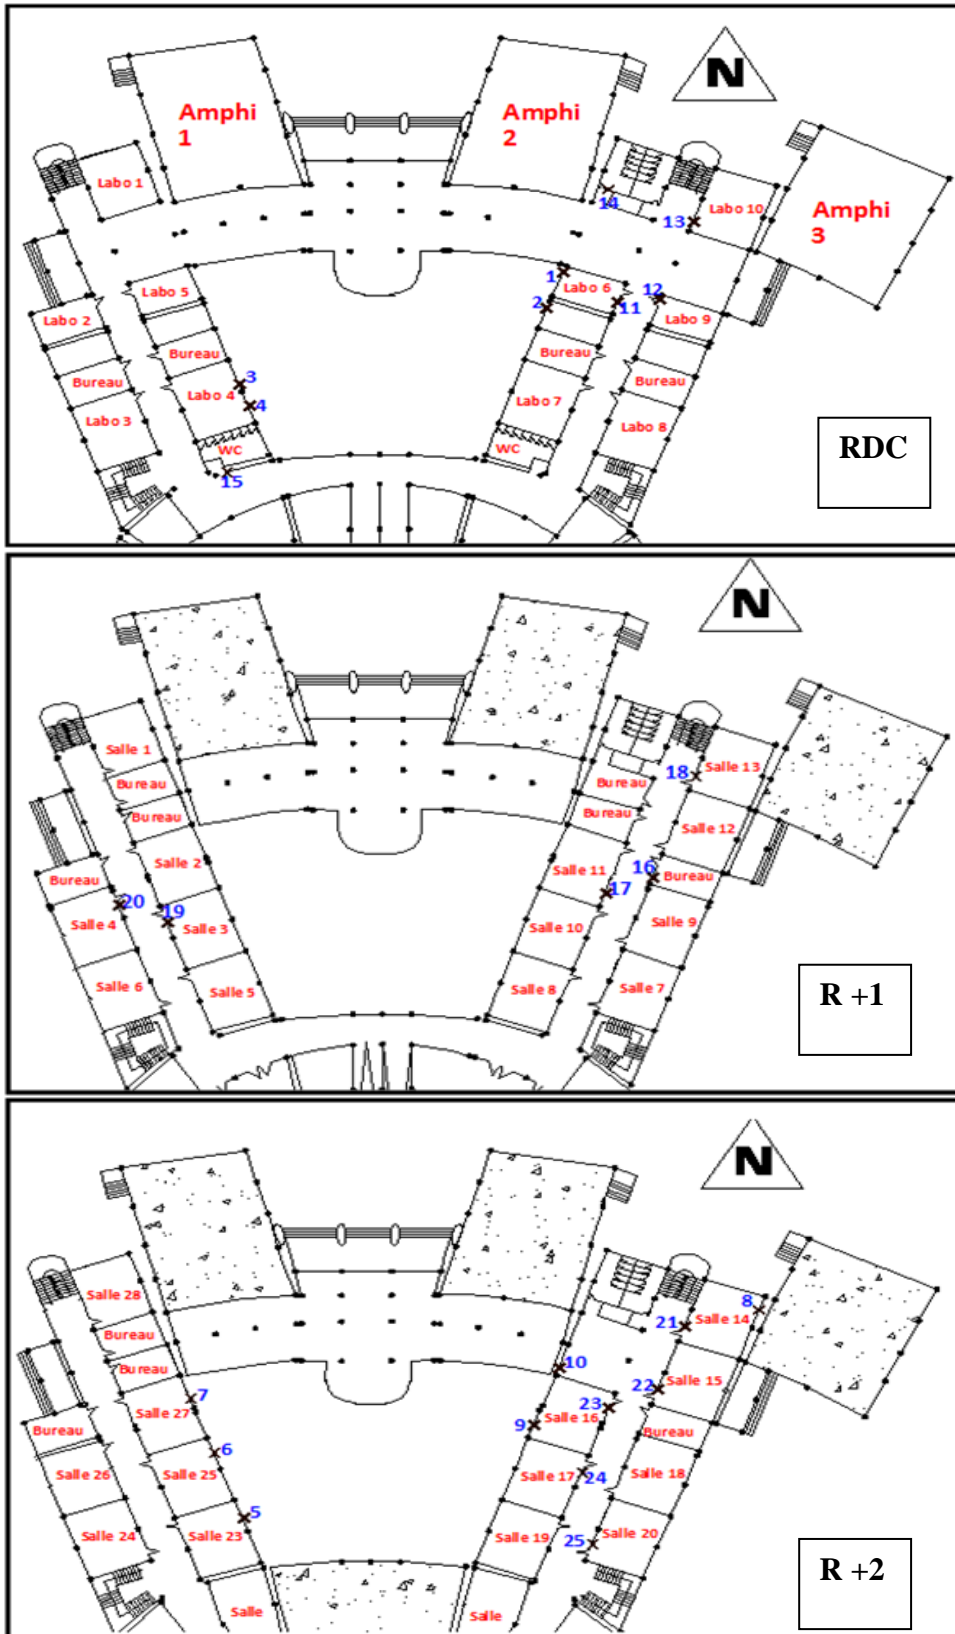 N
Amphi 1
Amphi 2
Amphi 3
Labo 1
14
13
Labo 10
1
Labo 5
Labo 6
12
2
11
Labo 2
Labo 9
Bureau
Bureau
Bureau
Bureau
3
Labo 4
4
Labo 7
Labo 3
Labo 8
WC
WC
15
RDC
N
Salle 1
18
Salle 13
Bureau
Bureau
Bureau
Bureau
Salle 12
Salle 2
Salle 11
16
Bureau
Bureau
17
20
19
Salle 4
Salle 3
Salle 10
Salle 9
Salle 6
Salle 5
Salle 8
Salle 7
R +1
N
Salle 28
8
21
Salle 14
Bureau
Bureau
10
7
22
Salle 15
Salle 27
23
Salle 16
9
Bureau
Bureau
6
Salle 26
Salle 25
Salle 17
24
Salle 18
5
Salle 24
Salle 23
Salle 19
25
Salle 20
Salle
Salle
R +2